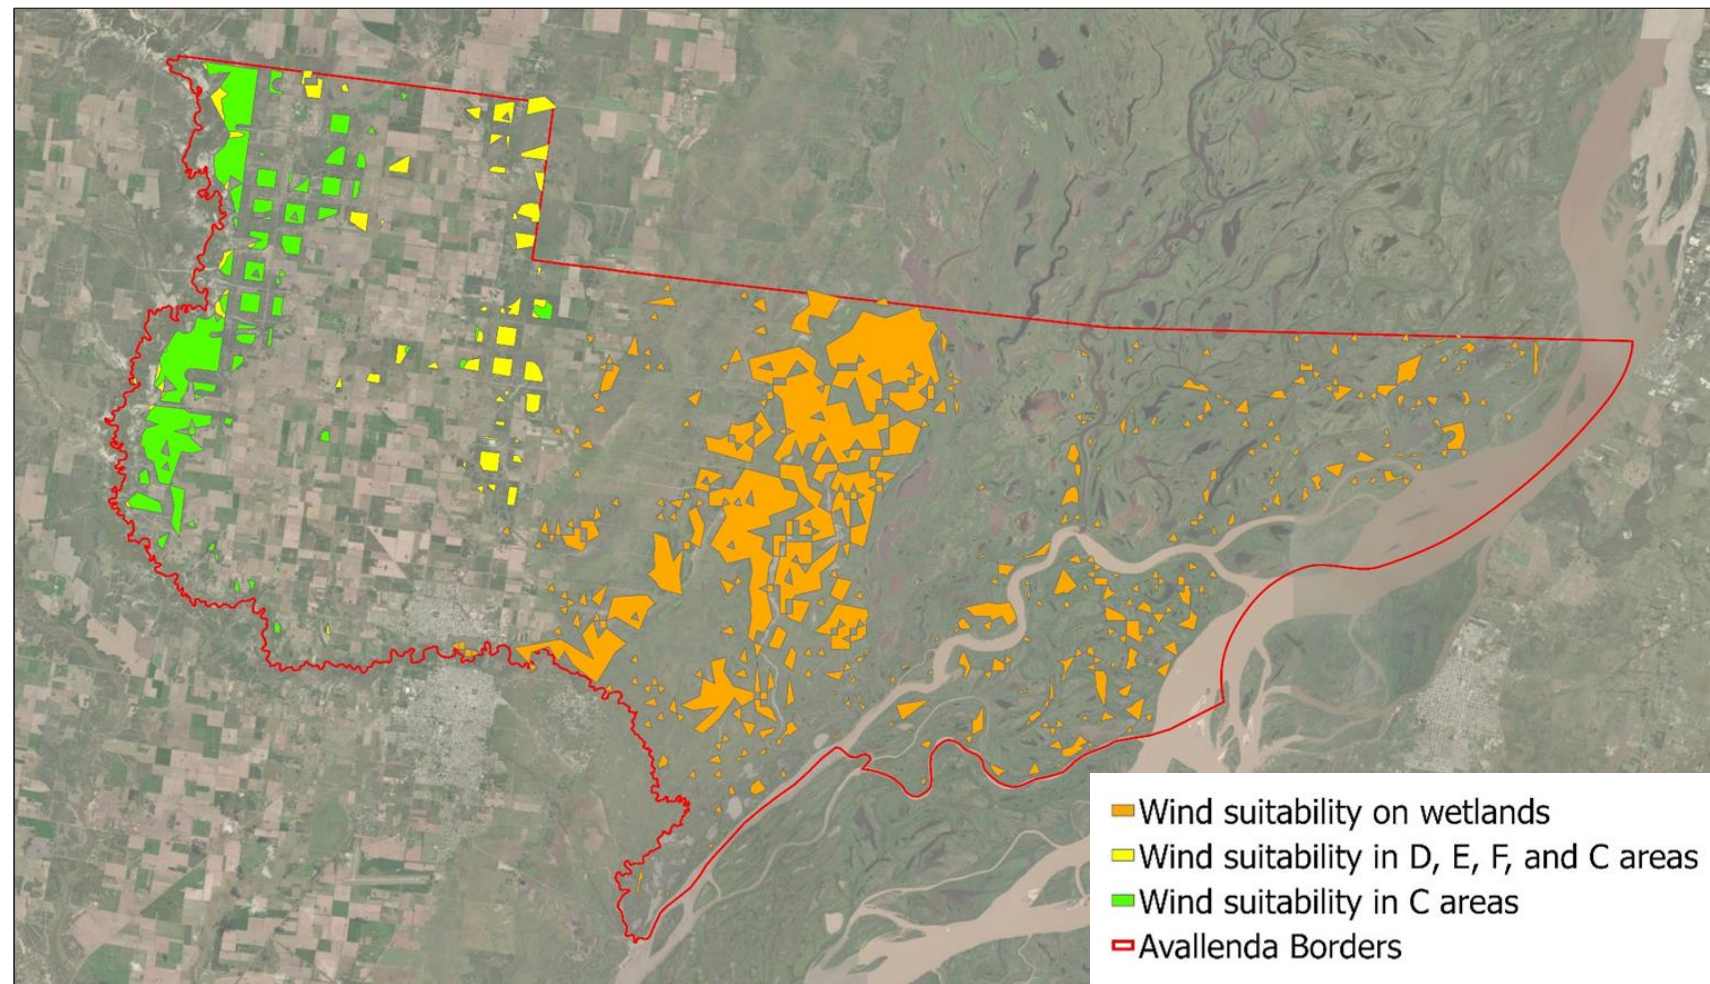 Wind suitability on wetlands
Wind suitability in D, E, F, and C areas
Wind suitability in C areas
Avallenda Borders